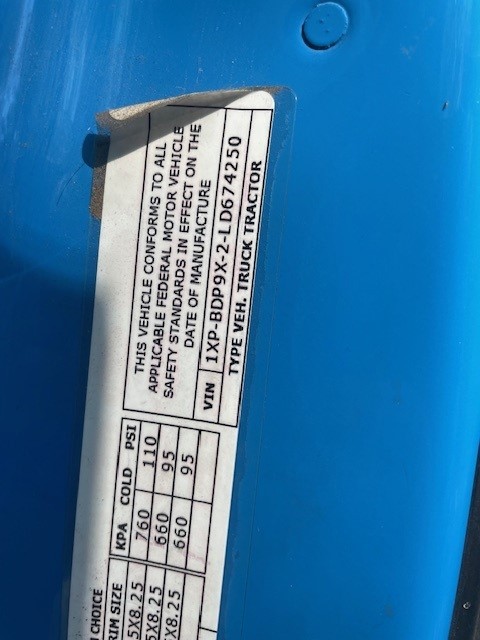 THIS VEHICLE CONFORMS TO ALL
APPLICABLE FEDERAL MOTOR VEHICLE
SAFETY STANDARDS IN EFFECT ON THE
DATE OF MANUFACTURE
VIN 1XP-BDP9X-2-LD674250
TYPE VEH. TRUCK TRACTOR
CHOICE
RIM SIZE KPA COLD PSI
5X8.25 760 110
5X8.25 660 95
X8.25 660 95